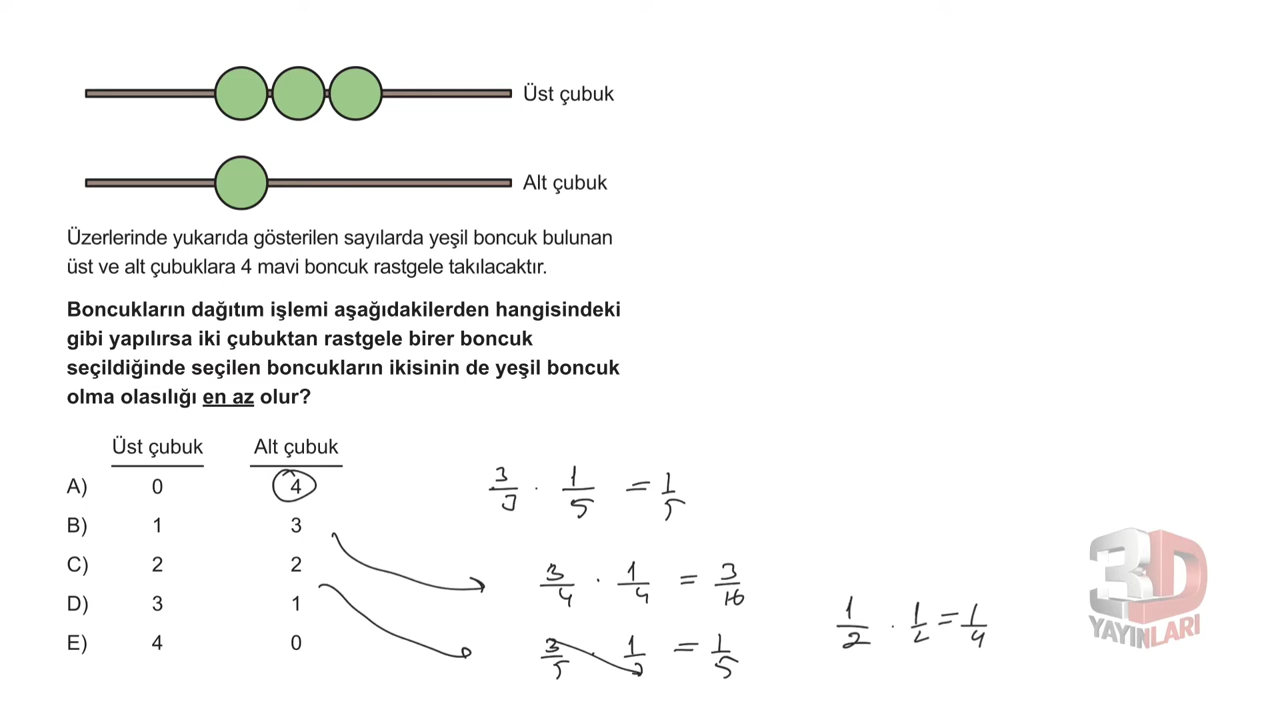 Üst çubuk
Alt çubuk
Üzerlerinde yukarıda gösterilen sayılarda yeşil boncuk bulunan
üst ve alt çubuklara 4 mavi boncuk rastgele takılacaktır.
Boncukların dağıtım işlemi aşağıdakilerden hangisindeki
gibi yapılırsa iki çubuktan rastgele birer boncuk
seçildiğinde seçilen boncukların ikisinin de yeşil boncuk
olma olasılığı en az olur?
Üst çubuk Alt çubuk
A) 0 4
B) 1 3
C) 2 2
D) 3 1
E) 4 0
3/3 · 1/5 = 1/5
3/4 · 1/4 = 3/16
3/5 · 1/3 = 1/5
1/2 · 1/2 = 1/4
3D
YAYINLARI